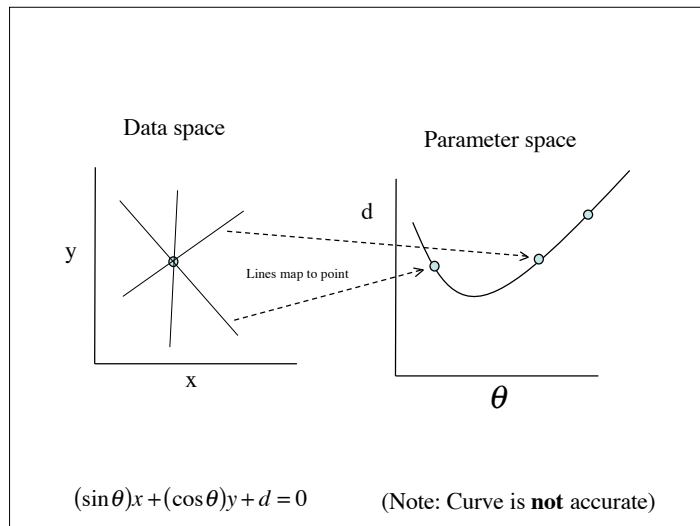 Data space
Parameter space
d
y
Lines map to point
x
θ
(sinθ)x+(cosθ)y+d=0
(Note: Curve is not accurate)